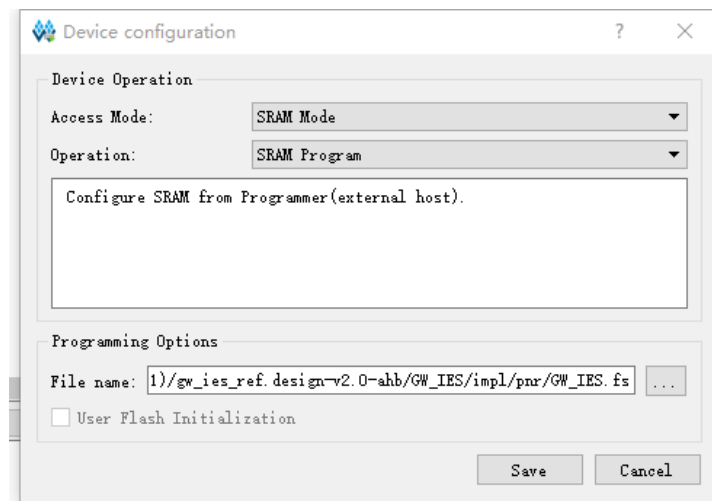 Device configuration ?
Device Operation
Access Mode: SRAM Mode
Operation: SRAM Program
Configure SRAM from Programmer(external host).
Programming Options
File name: 1)/gw_ies_ref.design-v2.0-ahb/GW_IES/impl/pnr/GW_IES.fs ...
User Flash Initialization
Save Cancel